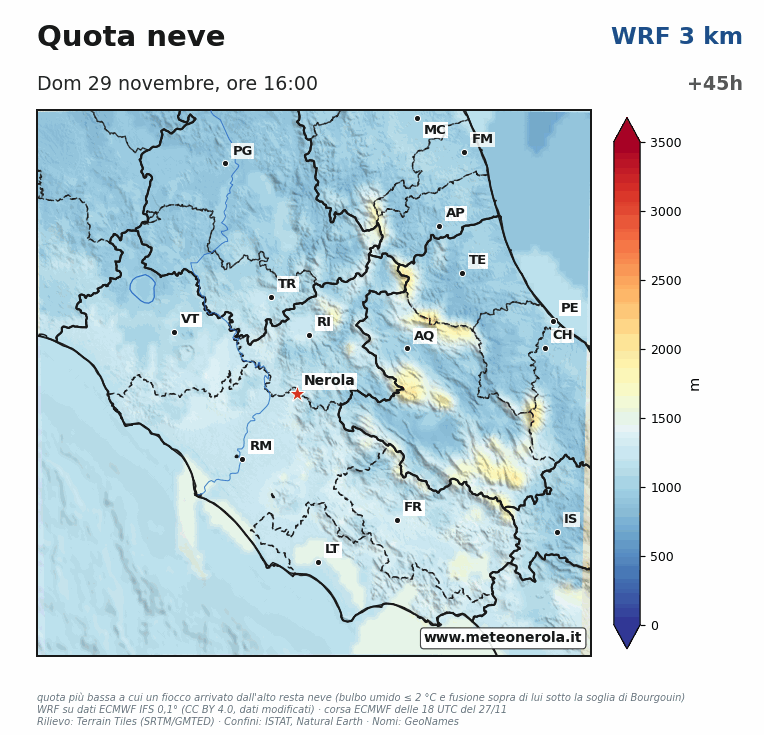 Quota neve
WRF 3 km
Dom 29 novembre, ore 16:00
+45h
MC
FM
PG
AP
TE
TR
PE
VT
RI
AQ
CH
Nerola
RM
FR
IS
LT
www.meteonerola.it
3500
3000
2500
2000
1500
1000
500
0
m
quota più bassa a cui un fiocco arrivato dall'alto resta neve (bulbo umido ≤ 2 °C e fusione sopra di lui sotto la soglia di Bourgouin)
WRF su dati ECMWF IFS 0,1° (CC BY 4.0, dati modificati) · corsa ECMWF delle 18 UTC del 27/11
Rilievo: Terrain Tiles (SRTM/GMTED) · Confini: ISTAT, Natural Earth · Nomi: GeoNames